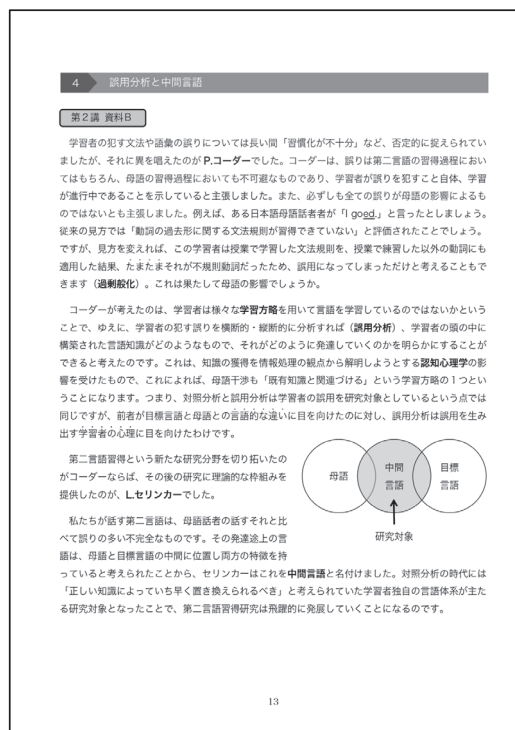 4 誤用分析と中間言語
第2講 資料B
学習者の犯す文法や語彙の誤りについては長い間「習慣化が不十分」など、否定的に捉えられてい
ましたが、それに異を唱えたのが P.コーダーでした。コーダーは、誤りは第二言語の習得過程におい
てはもちろん、母語の習得過程においても不可避なものであり、学習者が誤りを犯すこと自体、学習
が進行中であることを示していると主張しました。また、必ずしも全ての誤りが母語の影響によるも
のではないとも主張しました。例えば、ある日本語母語話者者が「I goed.」と言ったとしましょう。
従来の見方では「動詞の過去形に関する文法規則が習得できていない」と評価されたことでしょう。
ですが、見方を変えれば、この学習者は授業で学習した文法規則を、授業で練習した以外の動詞にも
適用した結果、たまたまそれが不規則動詞だったため、誤用になってしまっただけと考えることもで
きます（過剰般化）。これは果たして母語の影響でしょうか。
コーダーが考えたのは、学習者は様々な学習方略を用いて言語を学習しているのではないかという
ことで、ゆえに、学習者の犯す誤りを横断的・縦断的に分析すれば（誤用分析）、学習者の頭の中に
構築された言語知識がどのようなもので、それがどのように発達していくのかを明らかにすることが
できると考えたのです。これは、知識の獲得を情報処理の観点から解明しようとする認知心理学の影
響を受けたもので、これによれば、母語干渉も「既有知識と関連づける」という学習方略の1つとい
うことになります。つまり、対照分析と誤用分析は学習者の誤用を研究対象としているという点では
同じですが、前者が目標言語と母語との言語的な違いに目を向けたのに対し、誤用分析は誤用を生み
出す学習者の心理に目を向けたわけです。
第二言語習得という新たな研究分野を切り拓いたの
がコーダーならば、その後の研究に理論的な枠組みを
提供したのが、L.セリンカーでした。
私たちが話す第二言語は、母語話者の話すそれと比
べて誤りの多い不完全なものです。その発達途上の言
語は、母語と目標言語の中間に位置し両方の特徴を持
っていると考えられたことから、セリンカーはこれを中間言語と名付けました。対照分析の時代には
「正しい知識によっていち早く置き換えられるべき」と考えられていた学習者独自の言語体系が主た
る研究対象となったことで、第二言語習得研究は飛躍的に発展していくことになるのです。
母語
中間
言語
目標
言語
研究対象
13